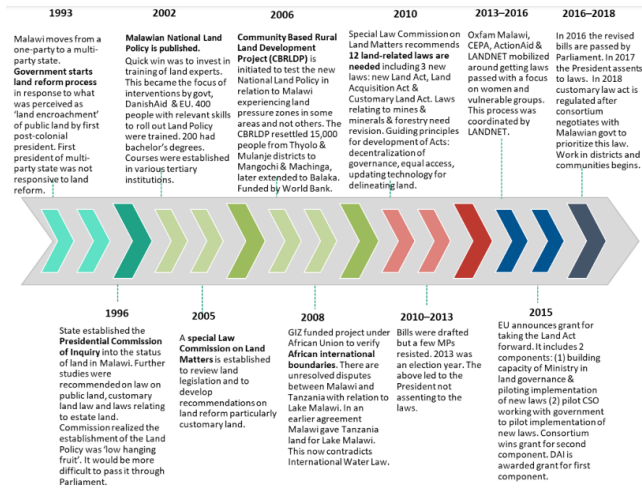 1993
Malawi moves from a
one-party to a multi-
party state.
Government starts
land reform process
in response to what
was perceived as
'land encroachment'
of public land by first
post-colonial
president. First
president of multi-
party state was not
responsive to land
reform.
2002
Malawian National Land
Policy is published.
Quick win was to invest in
training of land experts.
This became the focus of
interventions by govt,
DanishAID & EU. 400
people with relevant skills
to roll out Land Policy
were trained. 200 had
bachelor's degrees.
Courses were established
in various tertiary
institutions.
2006
Community Based Rural
Land Development
Project (CBRLDP) is
initiated to test the new
National Land Policy in
relation to Malawi
experiencing land
pressure zones in some
areas and not others. The
CBRLDP resettled 15,000
people from Thyolo &
Mulanje districts to
Mangochi & Machinga,
later extended to Balaka.
Funded by World Bank.
2010
Special Law Commission on
Land Matters recommends
12 land-related laws are
needed including 3 new
laws: new Land Act, Land
Acquisition Act &
Customary Land Act. Laws
relating to mines &
minerals & forestry need
revision. Guiding principles
for development of Acts:
decentralization of
governance, equal access,
updating technology for
delineating land.
2013–2016
Oxfam Malawi,
CEPA, ActionAid &
LANDNET mobilized
around getting laws
passed with a focus
on women and
vulnerable groups.
This process was
coordinated by
LANDNET.
2016–2018
In 2016 the revised
bills are passed by
Parliament. In 2017
the President assents
to laws. In 2018
customary law act is
regulated after
consortium
negotiates with
Malawian govt to
prioritize this law.
Work in districts and
communities begins.
1996
State established the
Presidential Commission
of Inquiry into the status
of land in Malawi. Further
studies were
recommended on law on
public land, customary
land law and laws relating
to estate land.
Commission realized the
establishment of the Land
Policy was 'low hanging
fruit'. It would be more
difficult to pass it through
Parliament.
2005
A special Law
Commission on Land
Matters is established
to review land
legislation and to
develop
recommendations on
land reform particularly
customary land.
2008
GIZ funded project under
African Union to verify
African international
boundaries. There are
unresolved disputes
between Malawi and
Tanzania with relation to
Lake Malawi. In an
earlier agreement
Malawi gave Tanzania
land for Lake Malawi.
This now contradicts
International Water Law.
2010–2013
Bills were drafted
but a few MPs
resisted. 2013 was
an election year. The
above led to the
President not
assenting to the
laws.
2015
EU announces grant for
taking the Land Act
forward. It includes 2
components: (1) building
capacity of Ministry in
land governance &
piloting implementation
of new laws (2) pilot CSO
working with government
to pilot implementation of
new laws. Consortium
wins grant for second
component. DAI is
awarded grant for first
component.